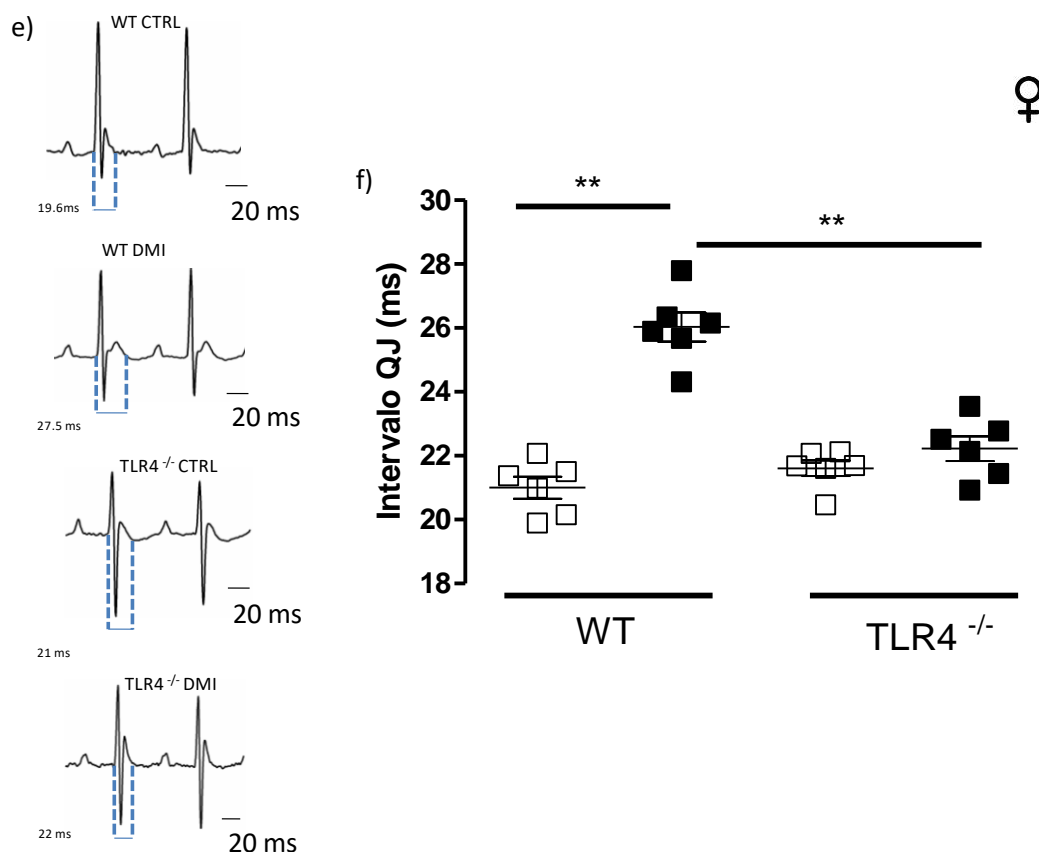 e)
WT CTRL
19.6ms
20 ms
WT DMI
27.5 ms
20 ms
TLR4 -/- CTRL
21 ms
20 ms
TLR4 -/- DMI
22 ms
20 ms
♀
f)
**
**
Intervalo QJ (ms)
30
28
26
24
22
20
18
WT
TLR4 -/-